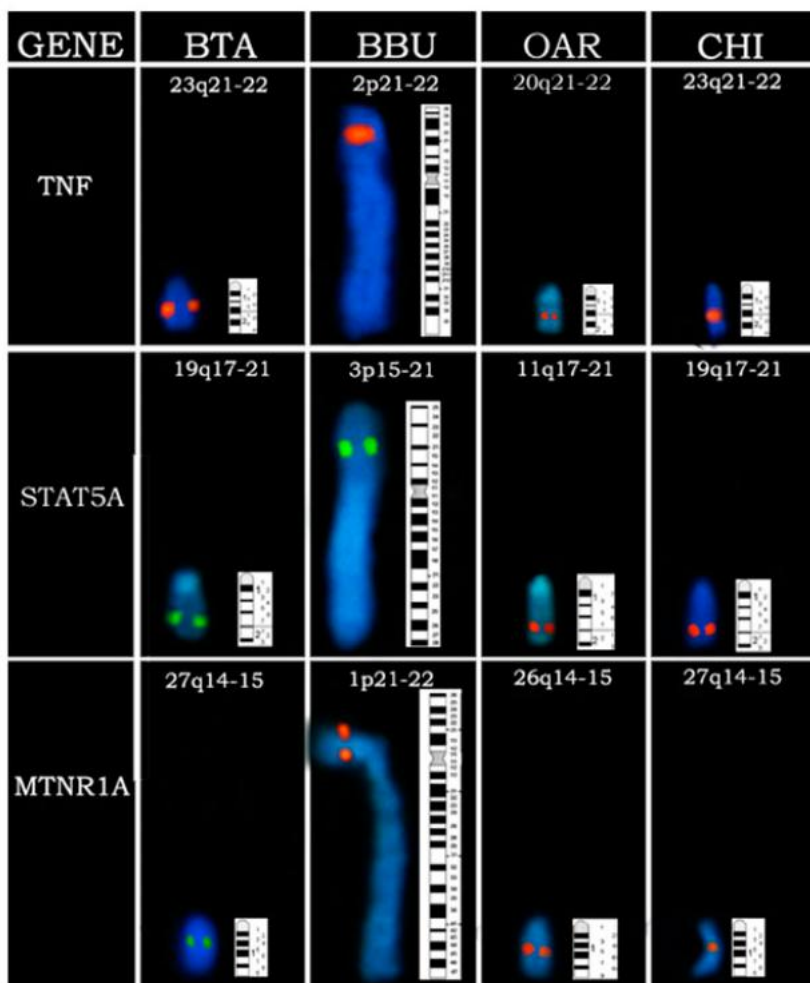 GENE BTA BBU OAR CHI
23q21-22 2p21-22 20q21-22 23q21-22
TNF
19q17-21 3p15-21 11q17-21 19q17-21
STAT5A
27q14-15 1p21-22 26q14-15 27q14-15
MTNR1A